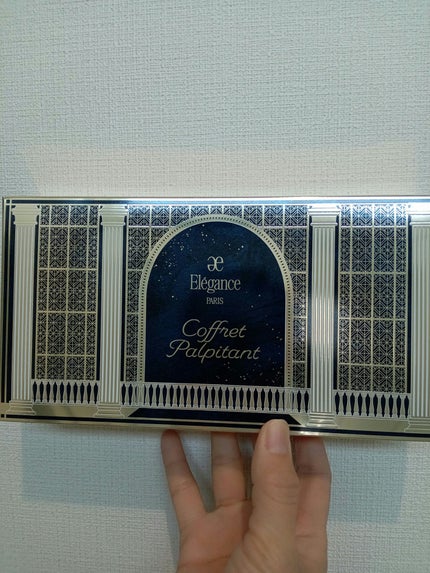 æ
Elégance
PARIS
Coffret
Palpitant